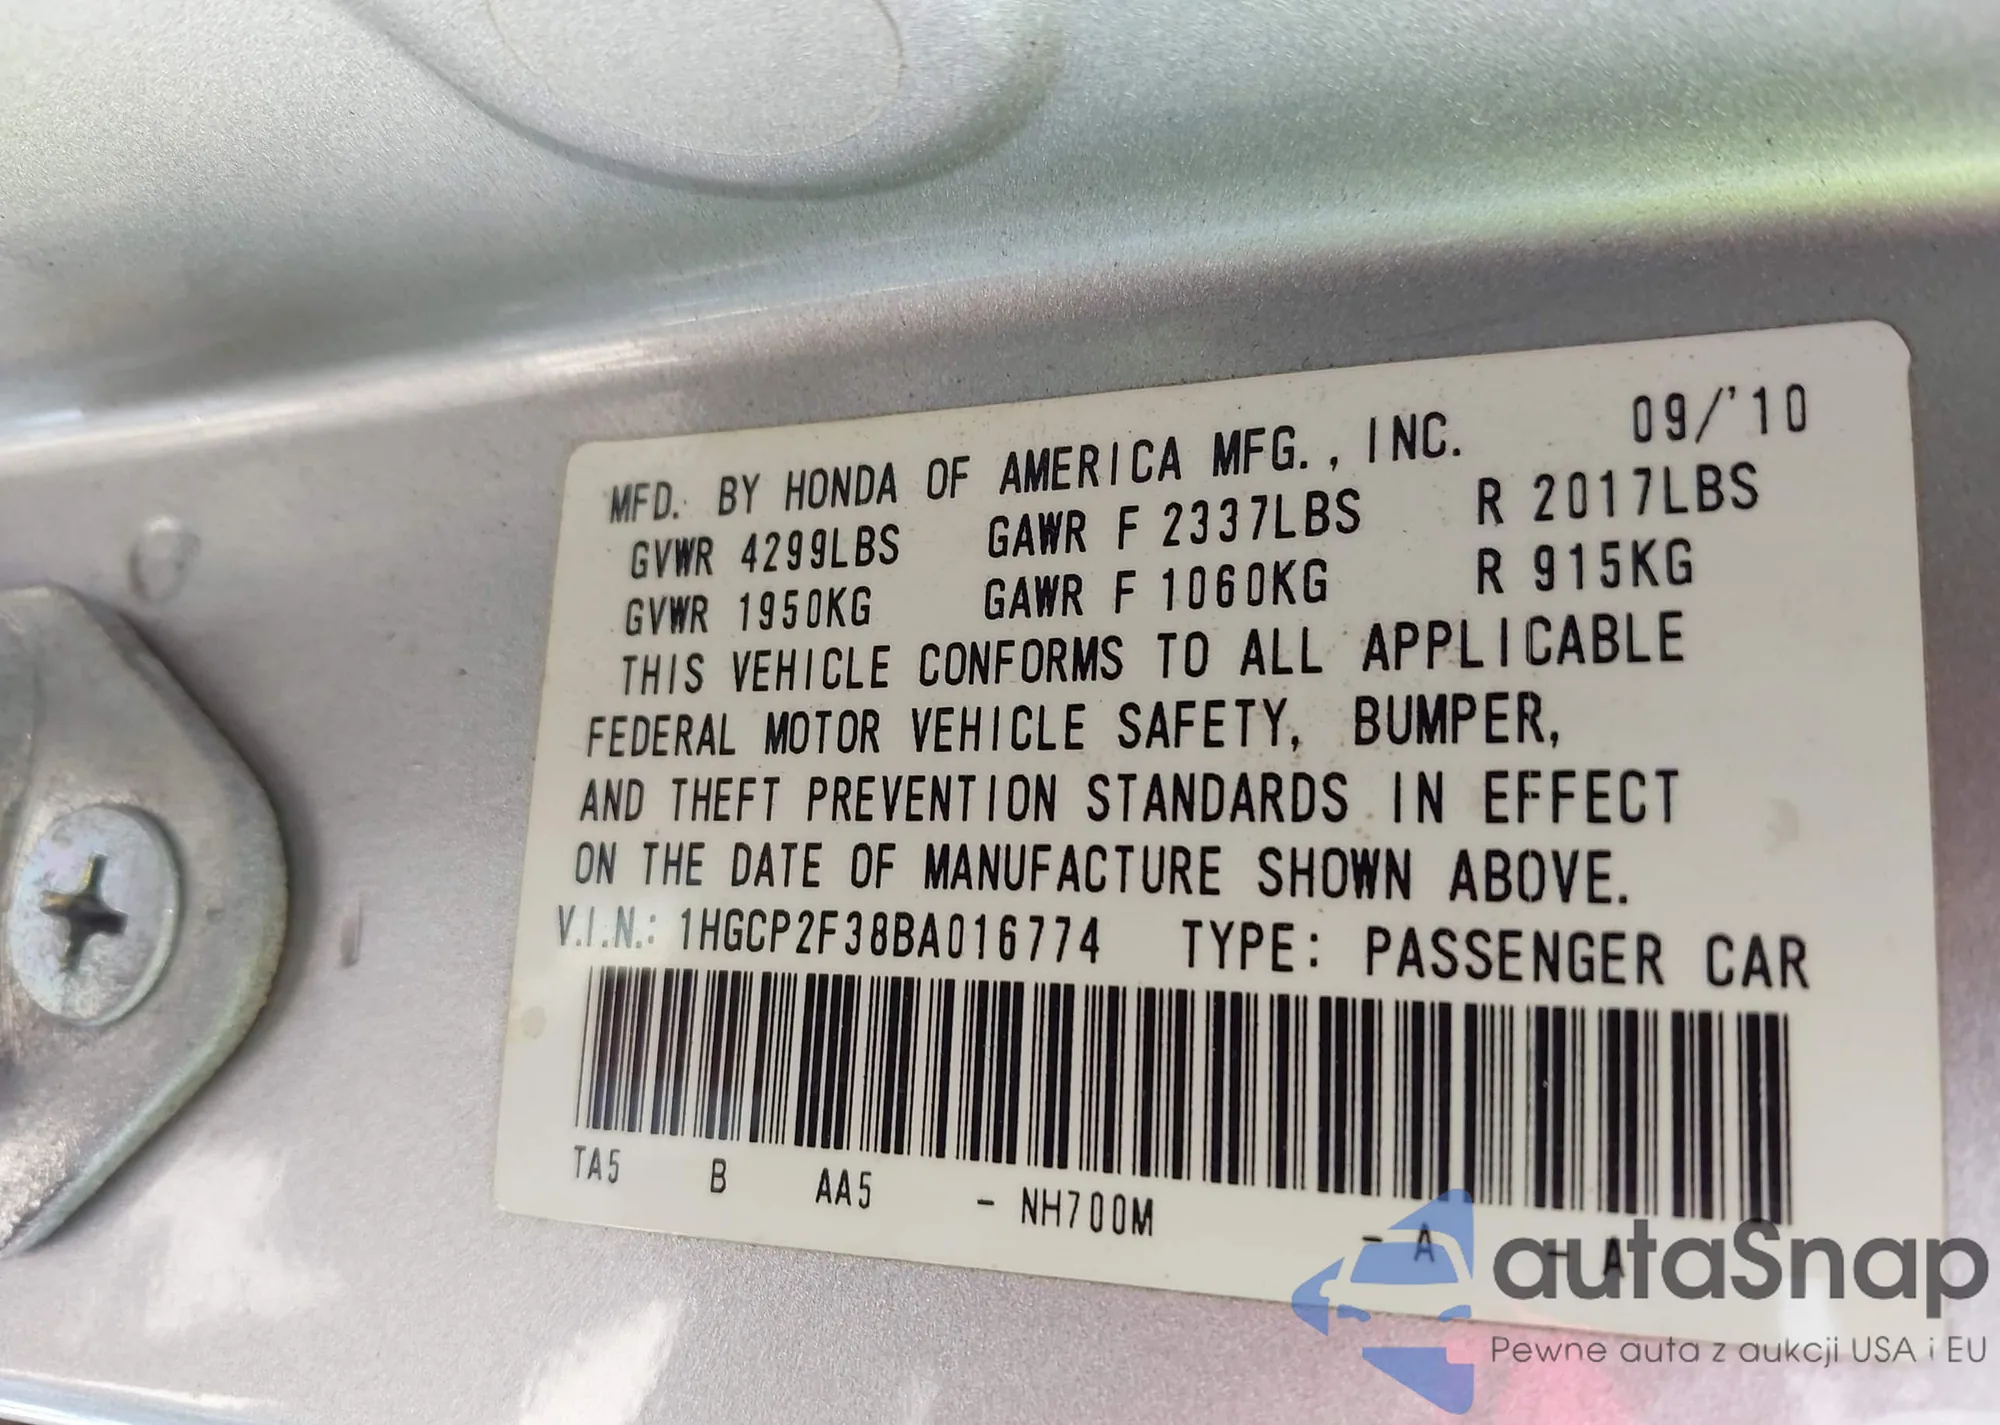 MFD. BY HONDA OF AMERICA MFG., INC. 09/'10
GVWR 4299LBS GAWR F 2337LBS R 2017LBS
GVWR 1950KG GAWR F 1060KG R 915KG
THIS VEHICLE CONFORMS TO ALL APPLICABLE
FEDERAL MOTOR VEHICLE SAFETY, BUMPER,
AND THEFT PREVENTION STANDARDS IN EFFECT
ON THE DATE OF MANUFACTURE SHOWN ABOVE.
V.I.N.: 1HGCP2F38BA016774 TYPE: PASSENGER CAR
TA5 B AA5 - NH700M - A - A
autaSnap
Pewne auta z aukcji USA i EU